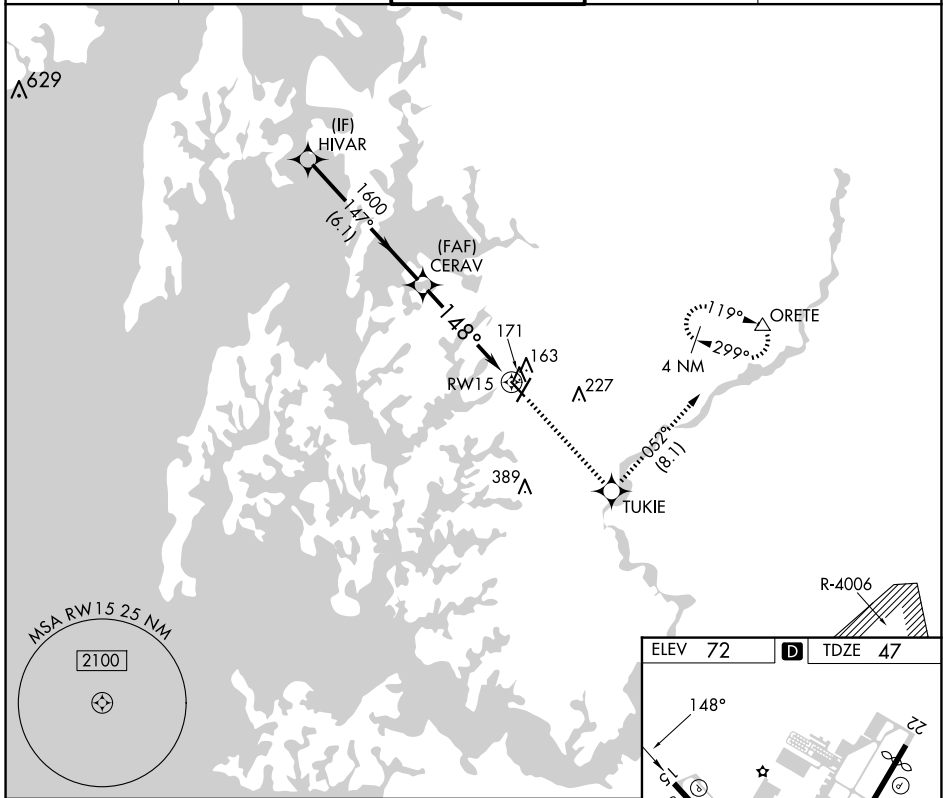 629
(IF)
HIVAR
1600
147°
(6.1)
(FAF)
CERAV
148°
171
163
RW15
227
119°
ORETE
299°
4 NM
052°
(8.1)
389
TUKIE
R-4006
MSA RW15 25 NM
2100
ELEV 72 D TDZE 47
148°
22
15
P
P